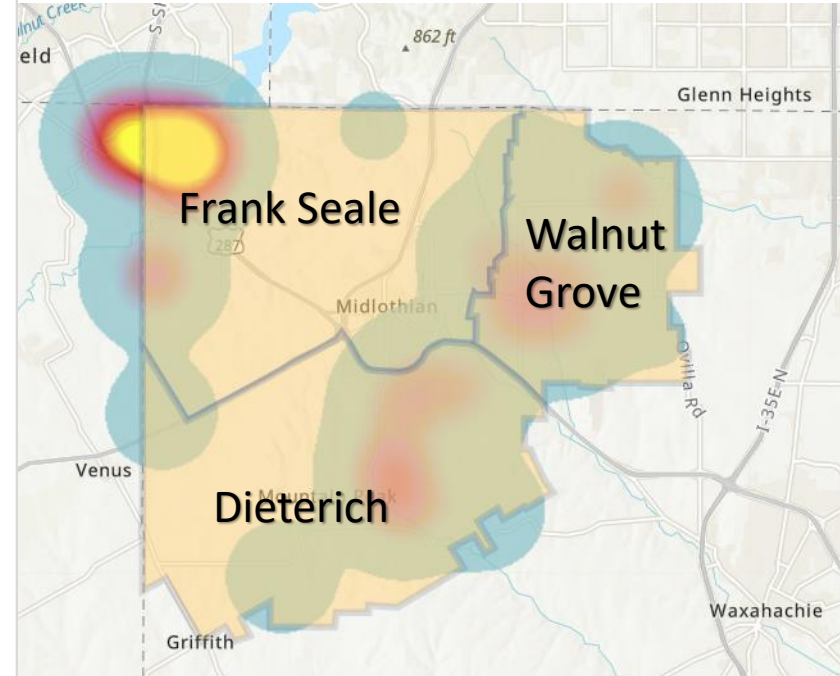 862 ft
eld
Glenn Heights
Frank Seale
287
Walnut
Grove
Midlothian
Ovilla Rd
I-35E N
Venus
Dieterich
Waxahachie
Griffith